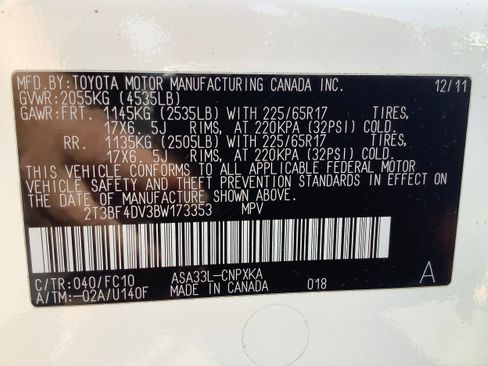 MFD.BY:TOYOTA MOTOR MANUFACTURING CANADA INC. 12/11
GVWR:2055KG (4535LB)
GAWR:FRT. 1145KG (2535LB) WITH 225/65R17 TIRES,
17X6.5J RIMS, AT 220KPA (32PSI) COLD.
RR. 1135KG (2505LB) WITH 225/65R17 TIRES,
17X6.5J RIMS, AT 220KPA (32PSI) COLD.
THIS VEHICLE CONFORMS TO ALL APPLICABLE FEDERAL MOTOR
VEHICLE SAFETY AND THEFT PREVENTION STANDARDS IN EFFECT ON
THE DATE OF MANUFACTURE SHOWN ABOVE.
2T3BF4DV3BW173353 MPV
C/TR:040/FC10 ASA33L-CNPXKA A
A/TM:-02A/U140F MADE IN CANADA 018